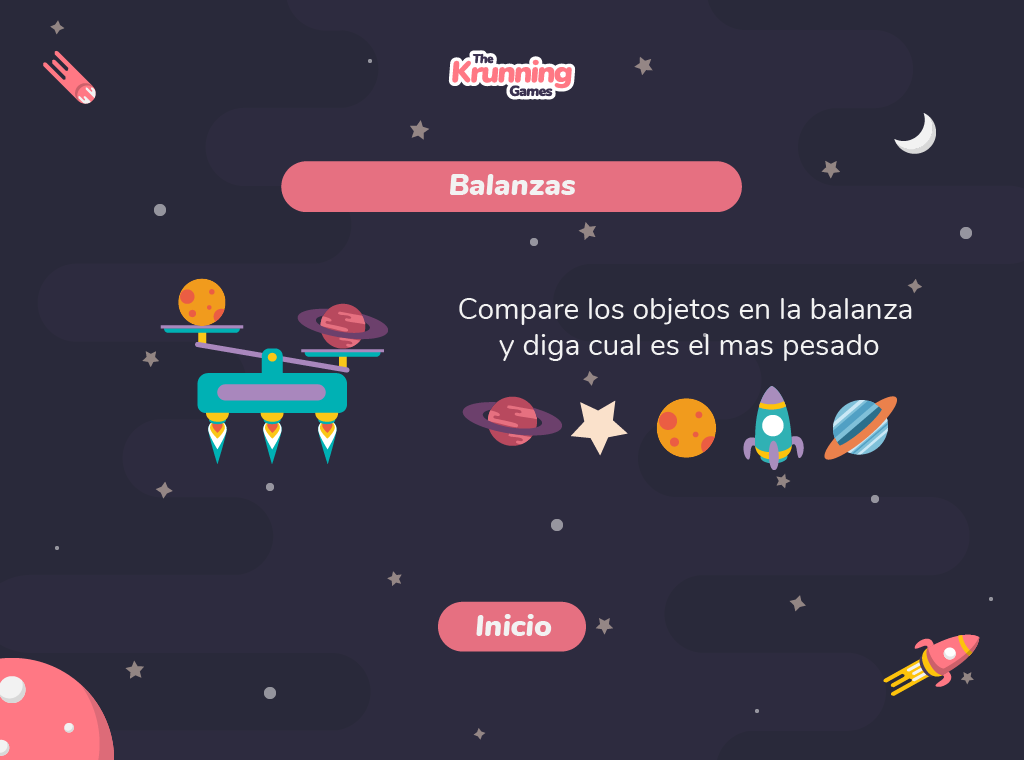 The
Krunning
Games
Balanzas
Compare los objetos en la balanza
y diga cual es el mas pesado
Inicio